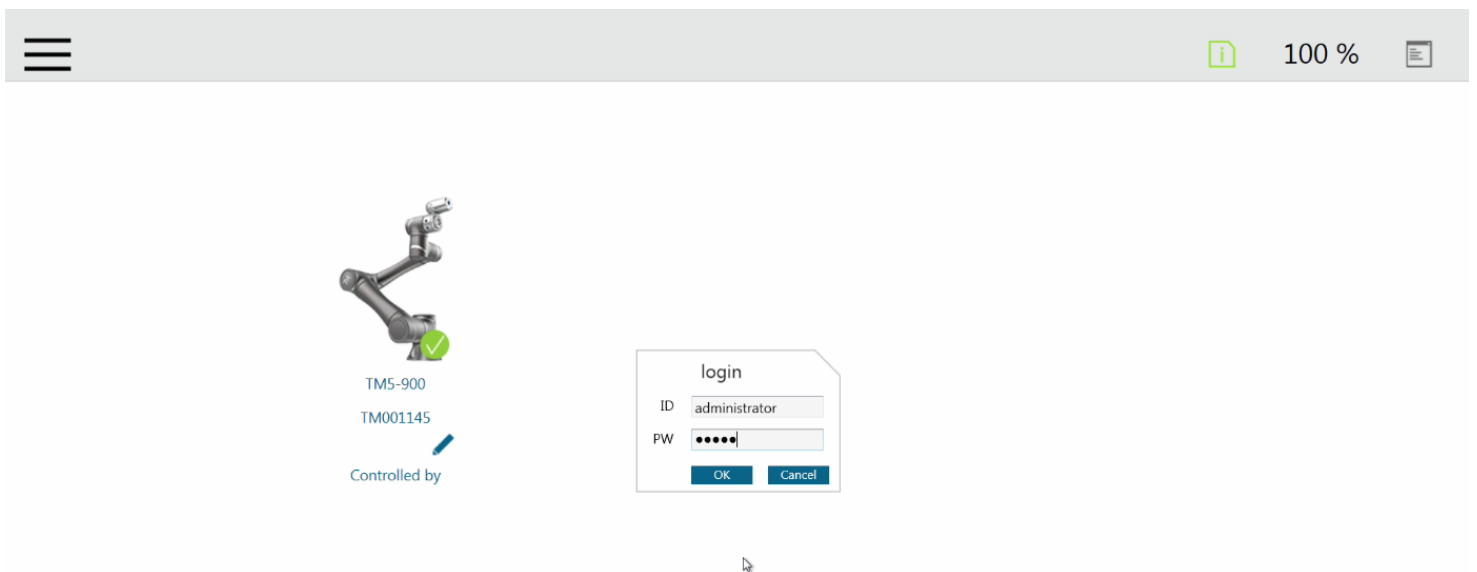 100 %
TM5-900
TM001145
Controlled by
login
ID administrator
PW •••••
OK Cancel